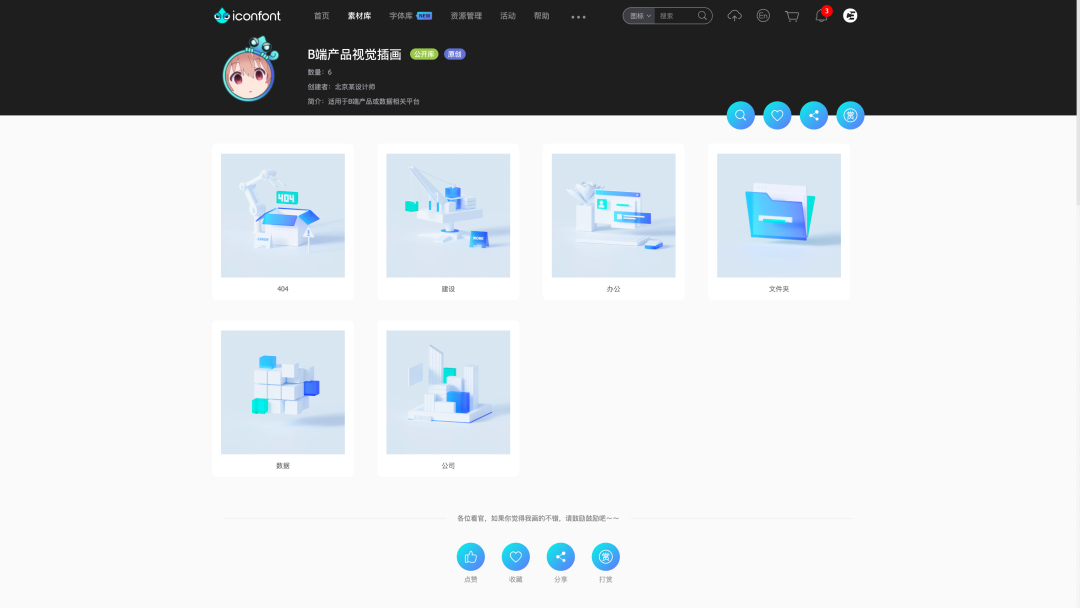 iconfont 首页 素材库 字体库 NEW 资源管理 活动 帮助 图标 搜索 En 3
B端产品视觉插画 公开库 原创
数量：6
创建者：北京某设计师
简介：适用于B端产品或数据相关平台
赏
404
404 建设 办公 文件夹
数据 公司
各位看官，如果你觉得我画的不错，请鼓励鼓励吧～～
赏
点赞 收藏 分享 打赏